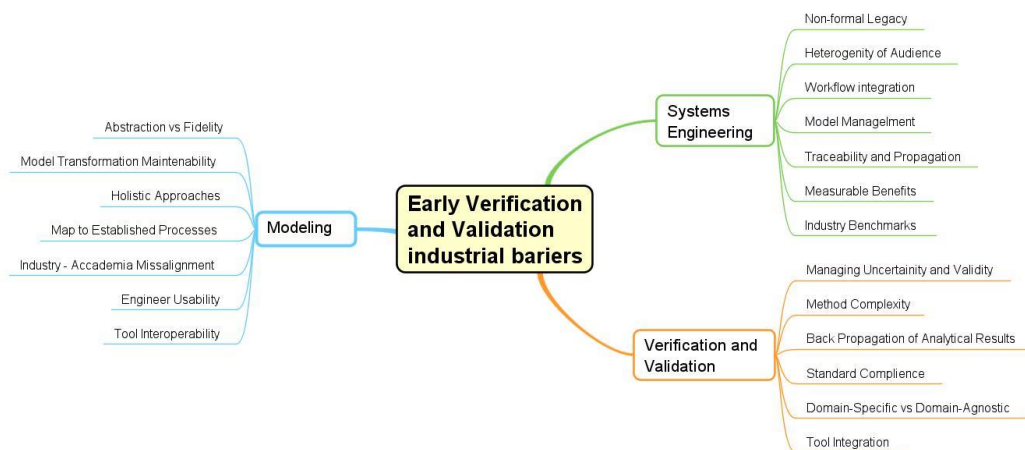 Early Verification
and Validation
industrial bariers
Modeling
Abstraction vs Fidelity
Model Transformation Maintenability
Holistic Approaches
Map to Established Processes
Industry - Accademia Missalignment
Engineer Usability
Tool Interoperability
Systems
Engineering
Non-formal Legacy
Heterogenity of Audience
Workflow integration
Model Managelment
Traceability and Propagation
Measurable Benefits
Industry Benchmarks
Verification and
Validation
Managing Uncertainity and Validity
Method Complexity
Back Propagation of Analytical Results
Standard Complience
Domain-Specific vs Domain-Agnostic
Tool Integration